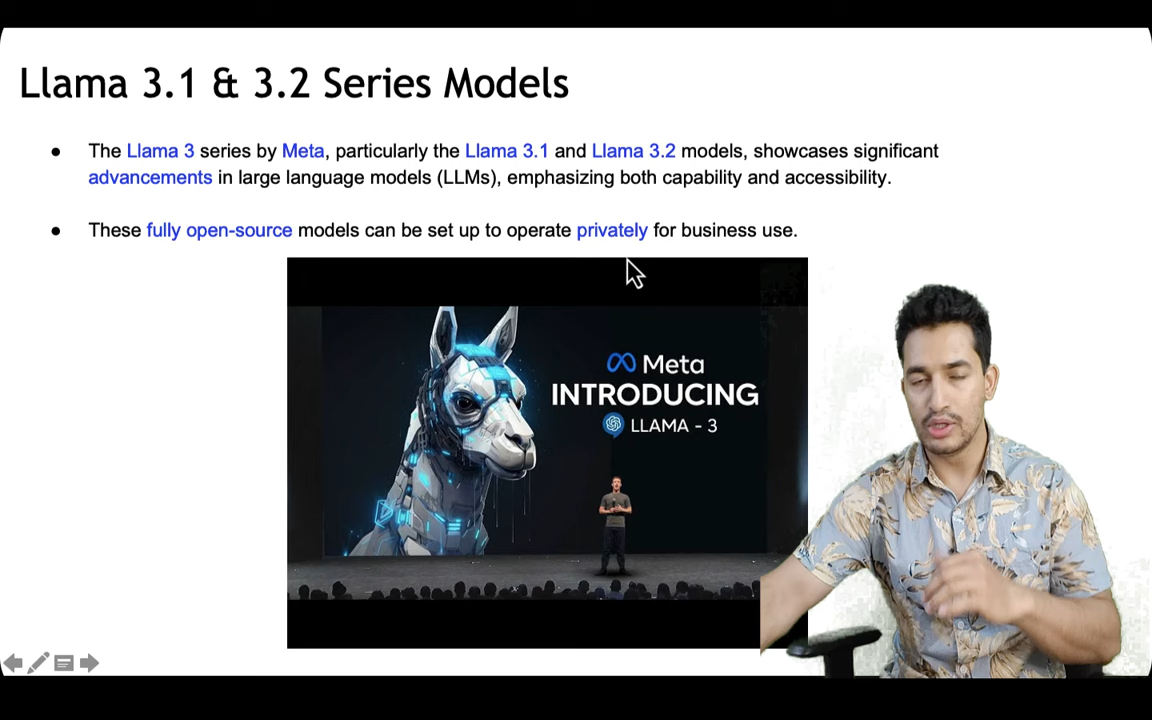 Llama 3.1 & 3.2 Series Models
● The Llama 3 series by Meta, particularly the Llama 3.1 and Llama 3.2 models, showcases significant
advancements in large language models (LLMs), emphasizing both capability and accessibility.
● These fully open-source models can be set up to operate privately for business use.
Meta
INTRODUCING
LLAMA - 3